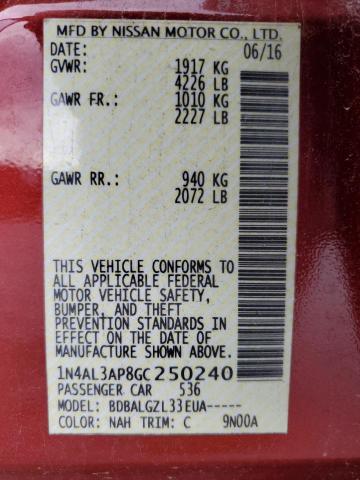 MFD BY NISSAN MOTOR CO., LTD.
DATE: 06/16
GVWR: 1917 KG
4226 LB
GAWR FR.: 1010 KG
2227 LB
GAWR RR.: 940 KG
2072 LB
THIS VEHICLE CONFORMS TO
ALL APPLICABLE FEDERAL
MOTOR VEHICLE SAFETY,
BUMPER, AND THEFT
PREVENTION STANDARDS IN
EFFECT ON THE DATE OF
MANUFACTURE SHOWN ABOVE.
1N4AL3AP8GC250240
PASSENGER CAR 536
MODEL: BDBALGZL33EUA-----
COLOR: NAH TRIM: C 9N00A